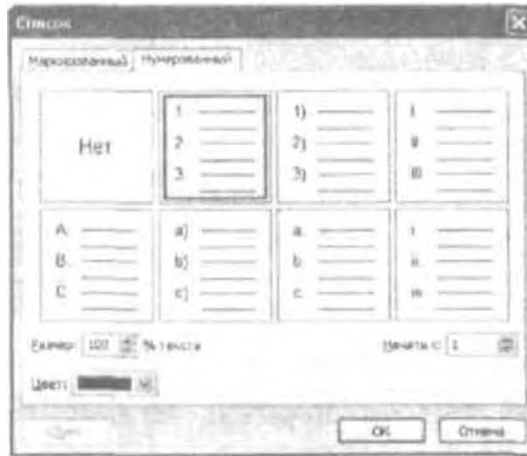 Список
Маркированный Нумерованный
Нет
1. 2. 3.
1) 2) 3)
I II III
A. B. C.
a) b) c)
a. b. c.
i. ii. iii.
Размер: 100 % текста Начать с: 1
Цвет:
OK Отмена